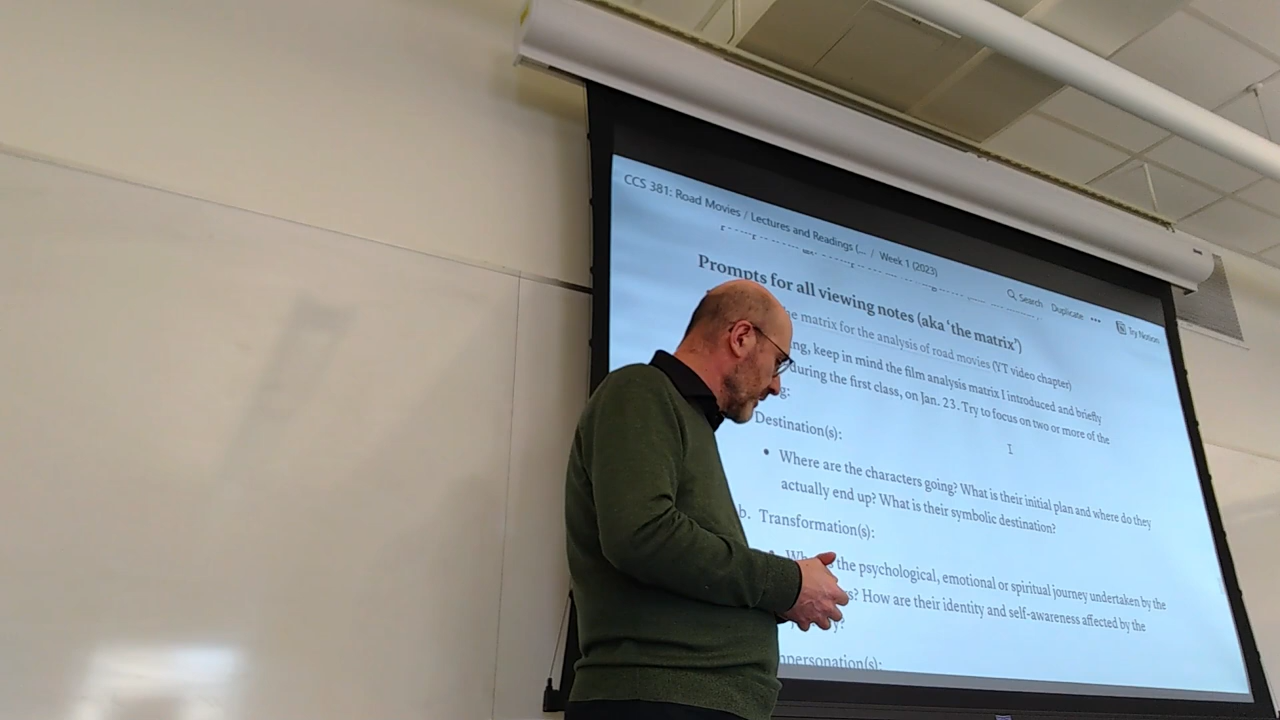 CCS 381: Road Movies / Lectures and Readings (... / Week 1 (2023)
Search Duplicate ••• Try Notion
Prompts for all viewing notes (aka ‘the matrix’)
matrix for the analysis of road movies (YT video chapter)
keep in mind the film analysis matrix I introduced and briefly
during the first class, on Jan. 23. Try to focus on two or more of the
Destination(s):
• Where are the characters going? What is their initial plan and where do they
actually end up? What is their symbolic destination?
b. Transformation(s):
the psychological, emotional or spiritual journey undertaken by the
How are their identity and self-awareness affected by the